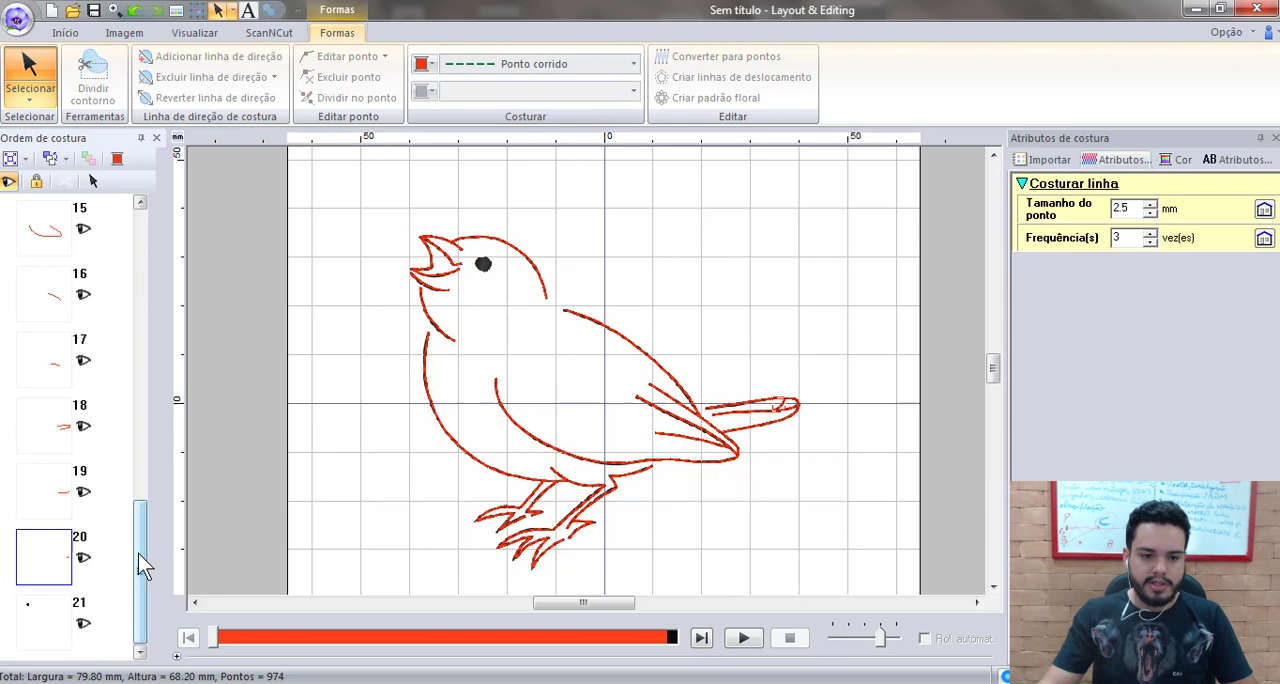 Formas
Sem título - Layout & Editing
Início
Imagem
Visualizar
ScanNCut
Formas
Opção
Selecionar
Dividir contorno
Adicionar linha de direção
Excluir linha de direção
Reverter linha de direção
Editar ponto
Excluir ponto
Dividir no ponto
Ponto corrido
Converter para pontos
Criar linhas de deslocamento
Criar padrão floral
Selecionar
Ferramentas
Linha de direção de costura
Editar ponto
Costurar
Editar
Ordem de costura
mm
50
0
50
50
0
Atributos de costura
Importar
Atributos...
Cor
AB Atributos...
Costurar linha
Tamanho do ponto
2.5
mm
Frequência(s)
3
vez(es)
15
16
17
18
19
20
21
Rol. automat.
Total: Largura = 79.80 mm, Altura = 68.20 mm, Pontos = 974